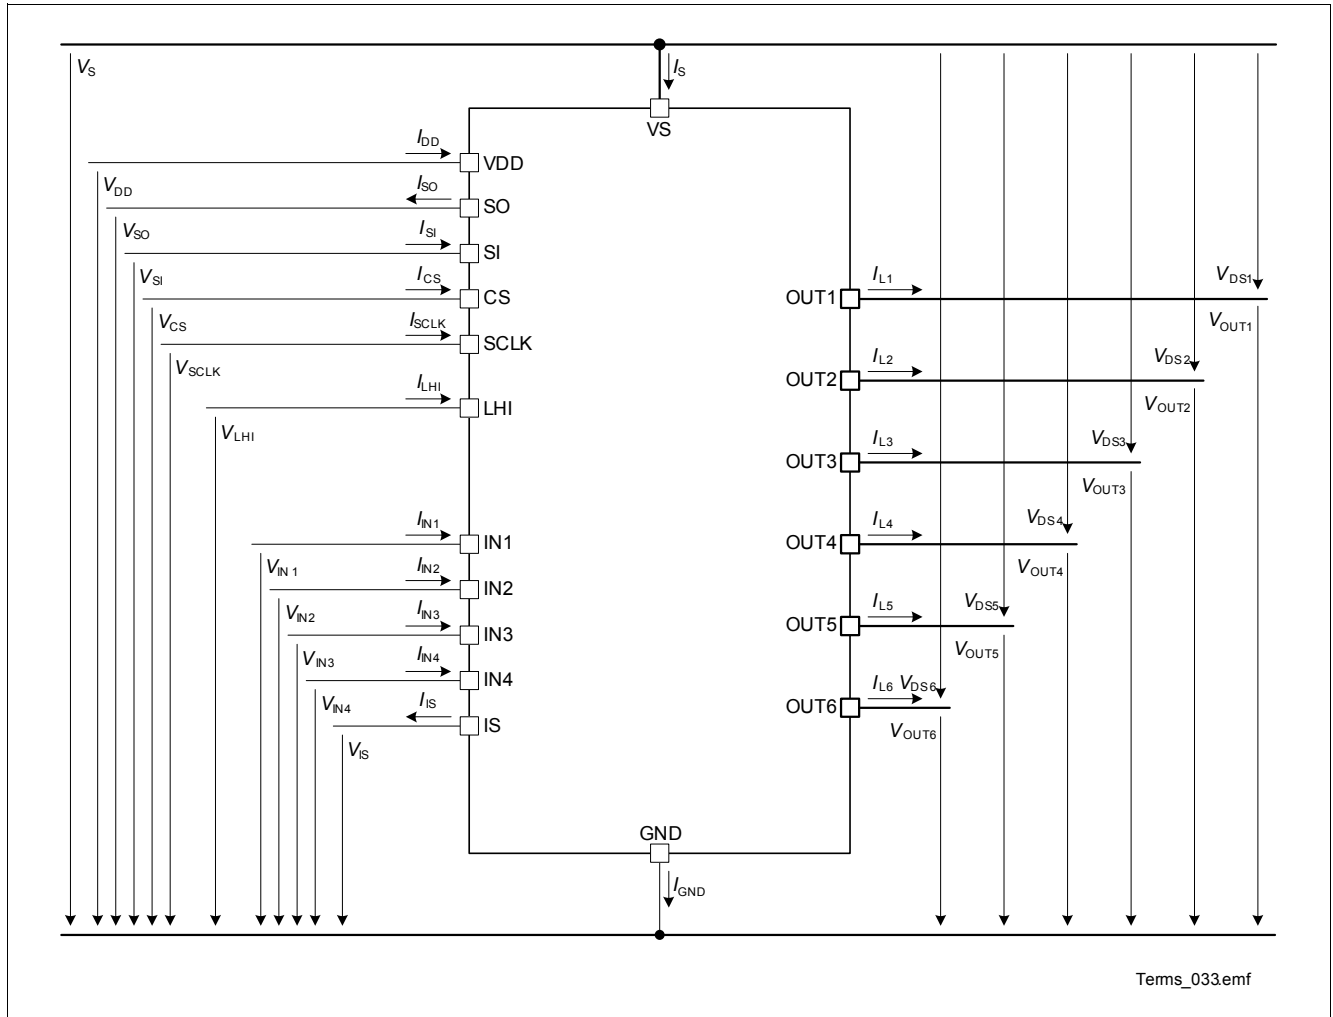 VS
IS
VS
IDD
VDD
VDD
ISO
SO
VSO
ISI
SI
VSI
ICS
CS
VCS
ISCLK
SCLK
VSCLK
ILHI
LHI
VLHI
IIN1
IN1
VIN1
IIN2
IN2
VIN2
IIN3
IN3
VIN3
IIN4
IN4
VIN4
IIS
IS
VIS
OUT1
IL1
VDS1
VOUT1
OUT2
IL2
VDS2
VOUT2
OUT3
IL3
VDS3
VOUT3
OUT4
IL4
VDS4
VOUT4
OUT5
IL5
VDS5
VOUT5
OUT6
IL6
VDS6
VOUT6
GND
IGND
Terms_033.emf